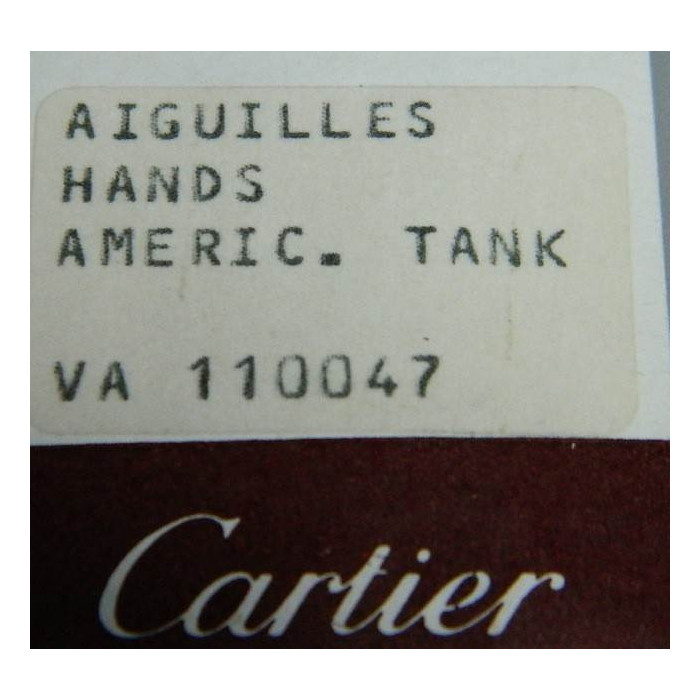 AIGUILLES
HANDS
AMERIC. TANK
VA 110047
Cartier